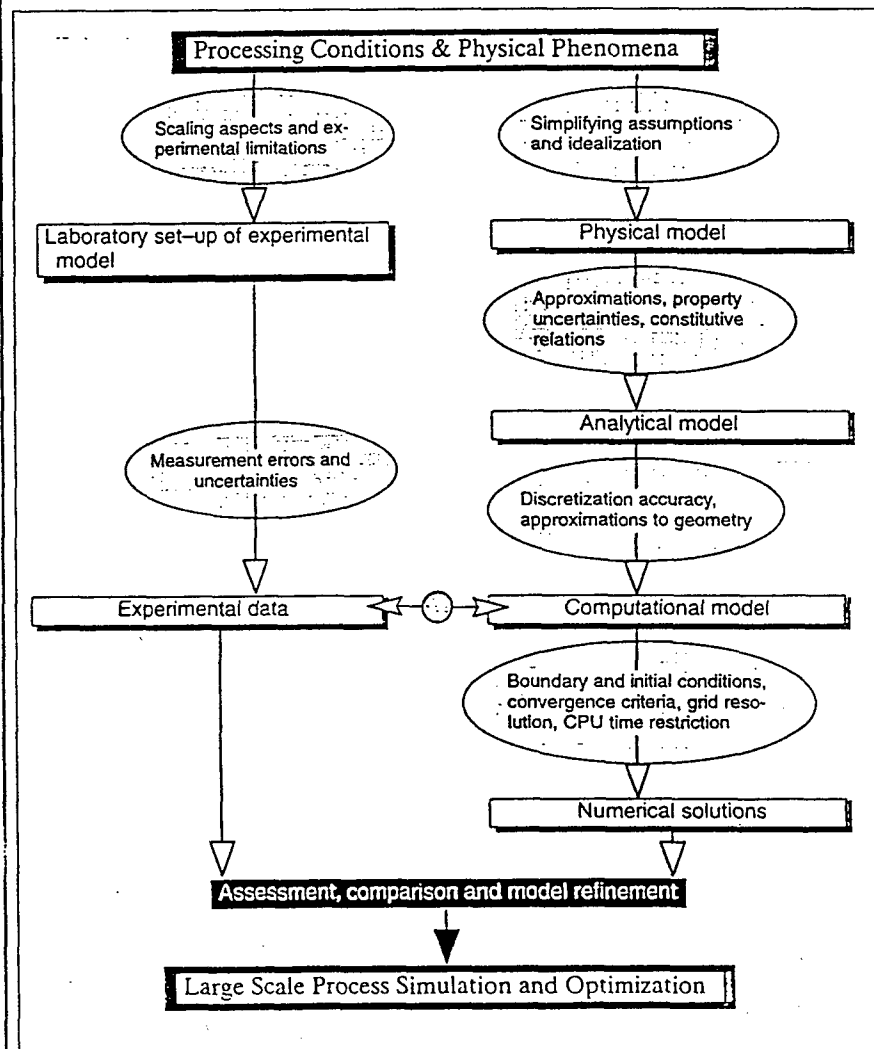 Processing Conditions & Physical Phenomena
Scaling aspects and ex-
perimental limitations
Simplifying assumptions
and idealization
Laboratory set-up of experimental
model
Physical model
Approximations, property
uncertainties, constitutive
relations
Analytical model
Measurement errors and
uncertainties
Discretization accuracy,
approximations to geometry
Experimental data
Computational model
Boundary and initial conditions,
convergence criteria, grid reso-
lution, CPU time restriction
Numerical solutions
Assessment, comparison and model refinement
Large Scale Process Simulation and Optimization